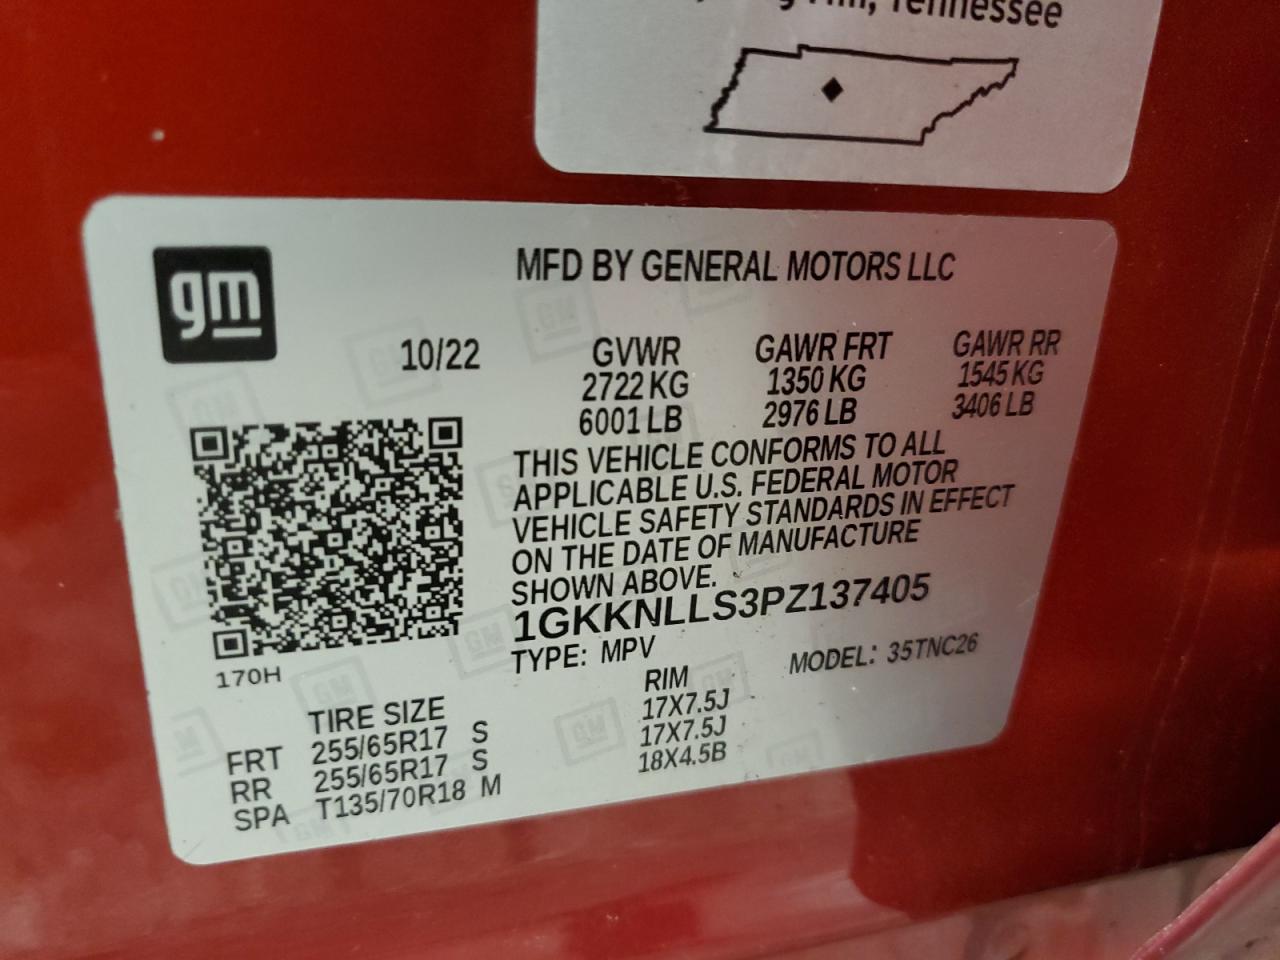 Tennessee
gm
MFD BY GENERAL MOTORS LLC
10/22
GVWR GAWR FRT GAWR RR
2722 KG 1350 KG 1545 KG
6001 LB 2976 LB 3406 LB
THIS VEHICLE CONFORMS TO ALL
APPLICABLE U.S. FEDERAL MOTOR
VEHICLE SAFETY STANDARDS IN EFFECT
ON THE DATE OF MANUFACTURE
SHOWN ABOVE.
1GKKNLLS3PZ137405
TYPE: MPV MODEL: 35TNC26
170H
TIRE SIZE RIM
FRT 255/65R17 S 17X7.5J
RR 255/65R17 S 17X7.5J
SPA T135/70R18 M 18X4.5B